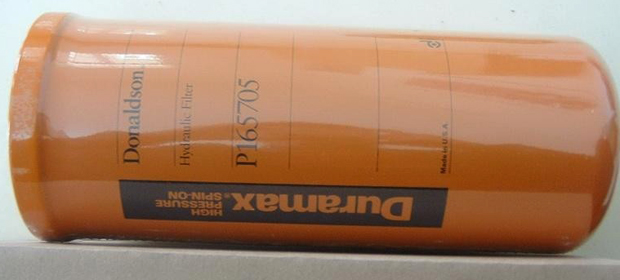 Donaldson
Hydraulic Filter
P165705
Made in U.S.A.
Duramax®
HIGH
PRESSURE
SPIN-ON